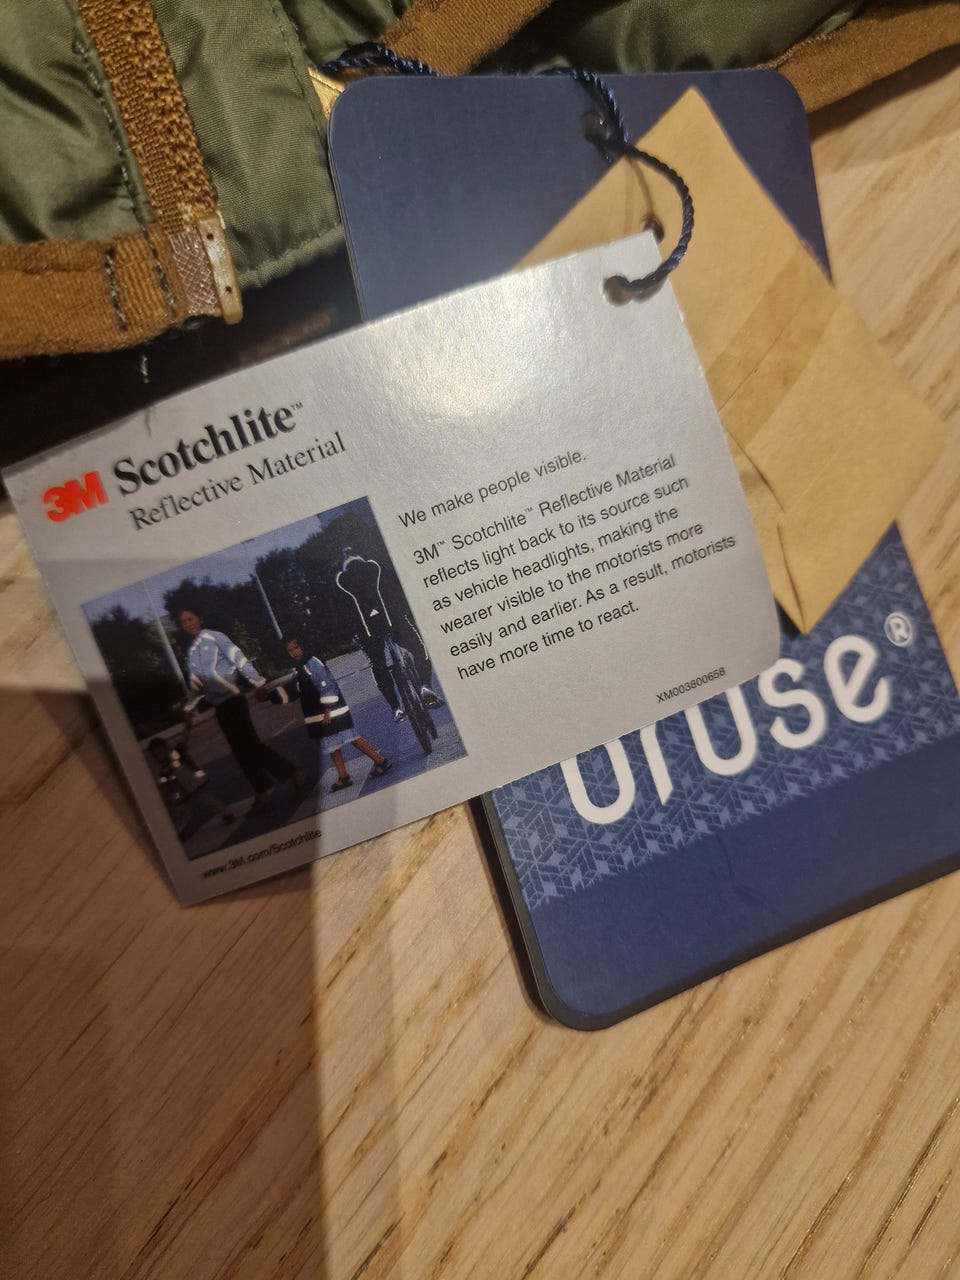 3M Scotchlite™
Reflective Material
We make people visible.
3M™ Scotchlite™ Reflective Material
reflects light back to its source such
as vehicle headlights, making the
wearer visible to the motorists more
easily and earlier. As a result, motorists
have more time to react.
XM003800658
www.3M.com/Scotchlite